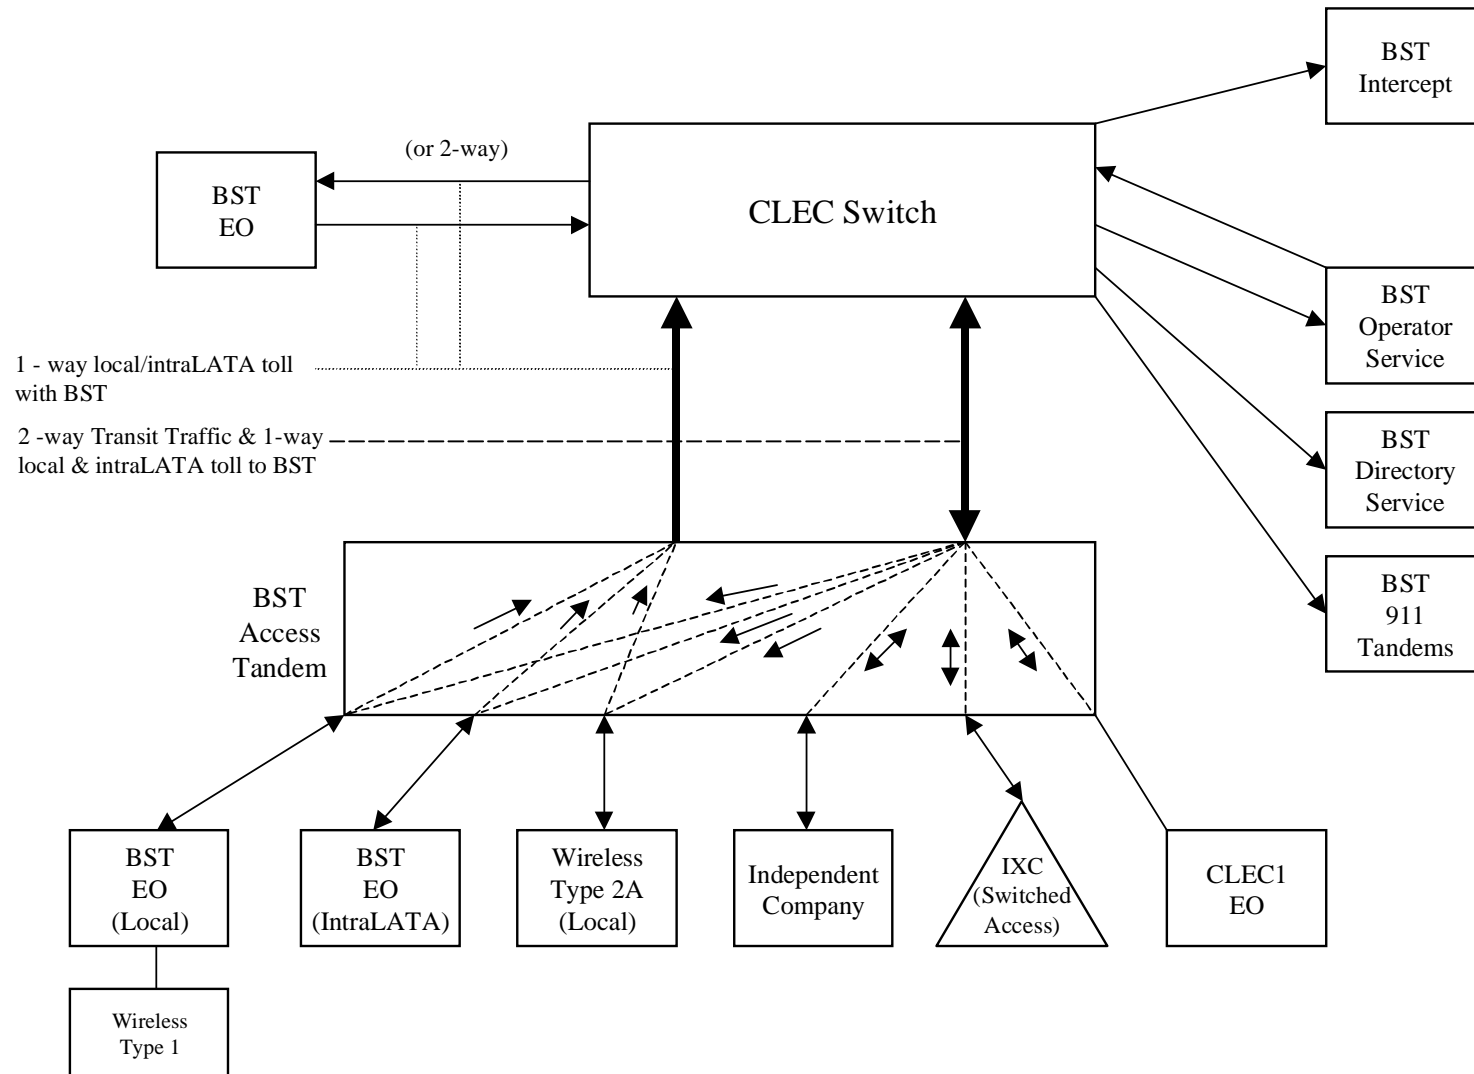 BST
Intercept
(or 2-way)
BST
EO
CLEC Switch
BST
Operator
Service
1 - way local/intraLATA toll
with BST
2 -way Transit Traffic & 1-way
local & intraLATA toll to BST
BST
Directory
Service
BST
911
Tandems
BST
Access
Tandem
BST
EO
(Local)
BST
EO
(IntraLATA)
Wireless
Type 2A
(Local)
Independent
Company
IXC
(Switched
Access)
CLEC1
EO
Wireless
Type 1